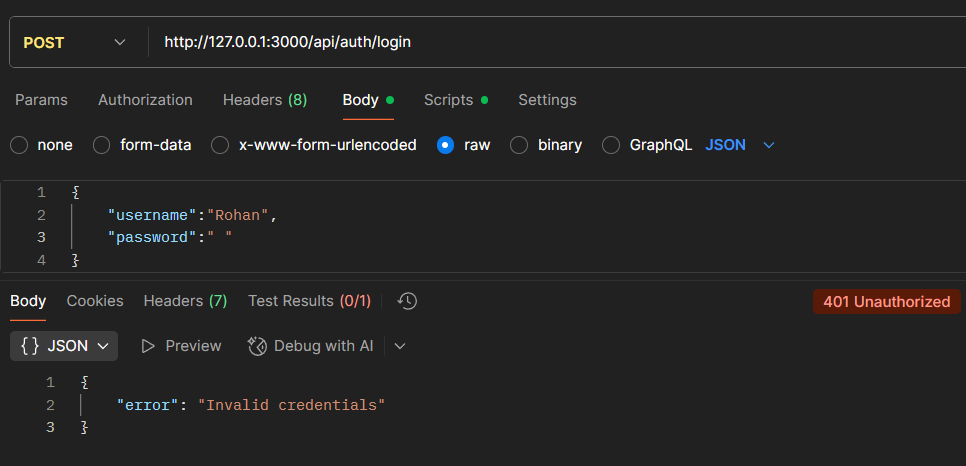 POST http://127.0.0.1:3000/api/auth/login
Params Authorization Headers (8) Body Scripts Settings
none form-data x-www-form-urlencoded raw binary GraphQL JSON
1 {
2 "username":"Rohan",
3 "password":" "
4 }
Body Cookies Headers (7) Test Results (0/1) 401 Unauthorized
{} JSON Preview Debug with AI
1 {
2 "error": "Invalid credentials"
3 }